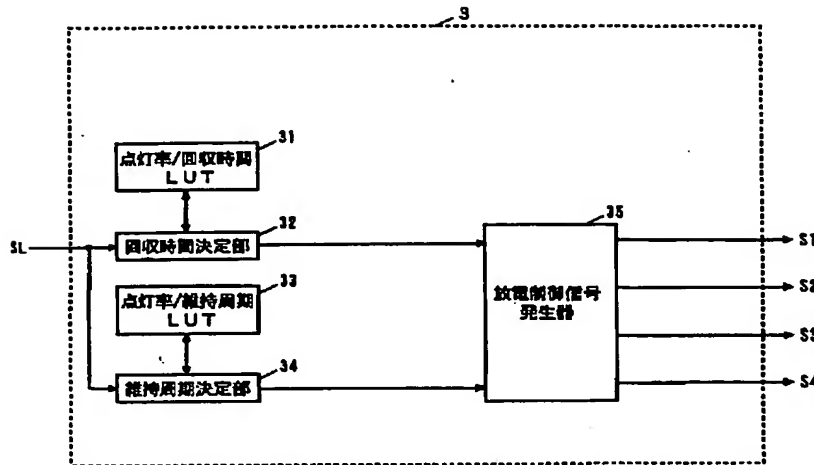 9
31
点灯率/回収時間
LUT
32
SL
回収時間決定部
33
点灯率/維持周期
LUT
34
維持周期決定部
35
放電制御信号
発生器
S1
S2
S3
S4